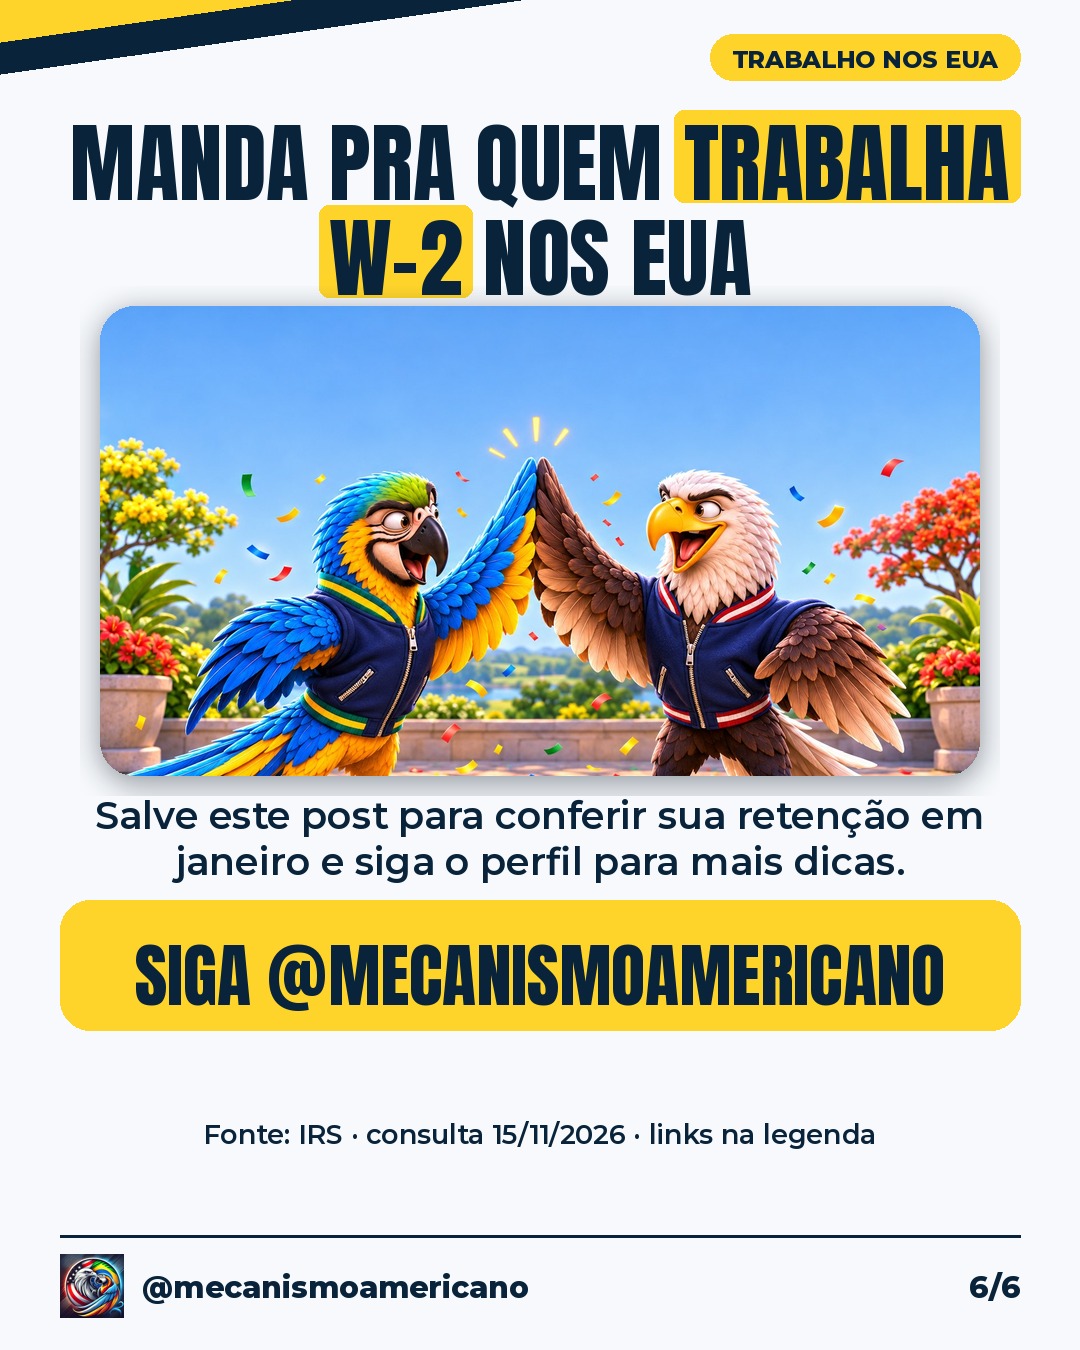 TRABALHO NOS EUA
MANDA PRA QUEM TRABALHA
W-2 NOS EUA
Salve este post para conferir sua retenção em
janeiro e siga o perfil para mais dicas.
SIGA @MECANISMOAMERICANO
Fonte: IRS · consulta 15/11/2026 · links na legenda
@mecanismoamericano
6/6